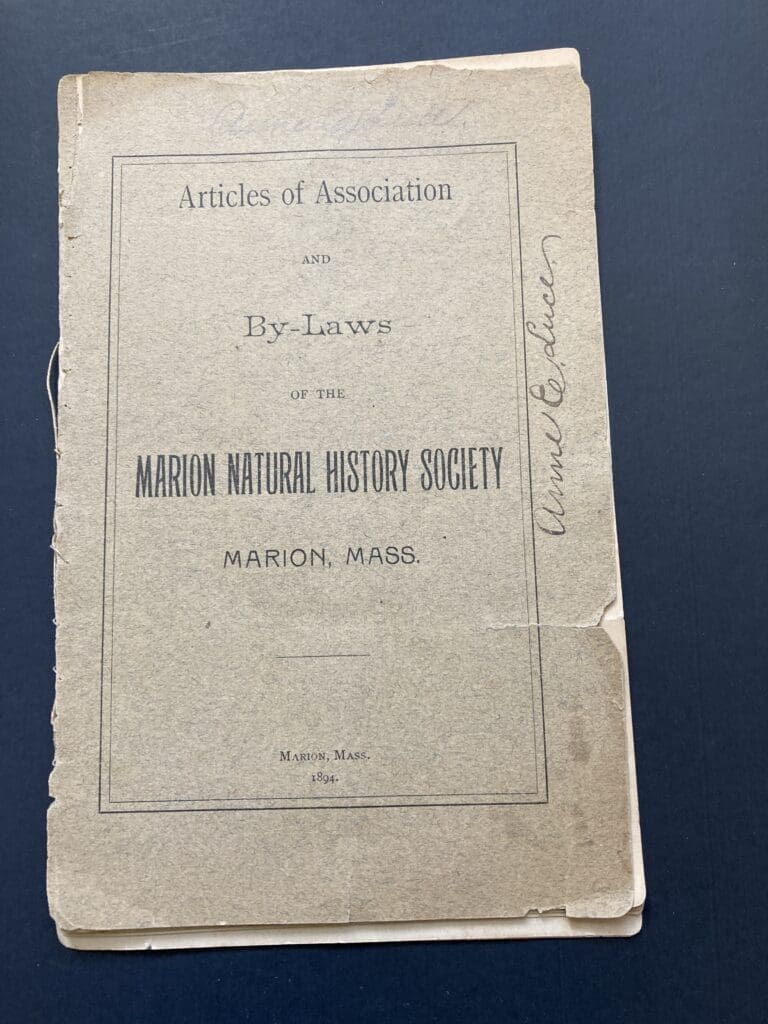 Anne
Articles of Association
AND
By-Laws
OF THE
MARION NATURAL HISTORY SOCIETY
MARION, MASS.
MARION, MASS.
1894.
Anne E. Luce.